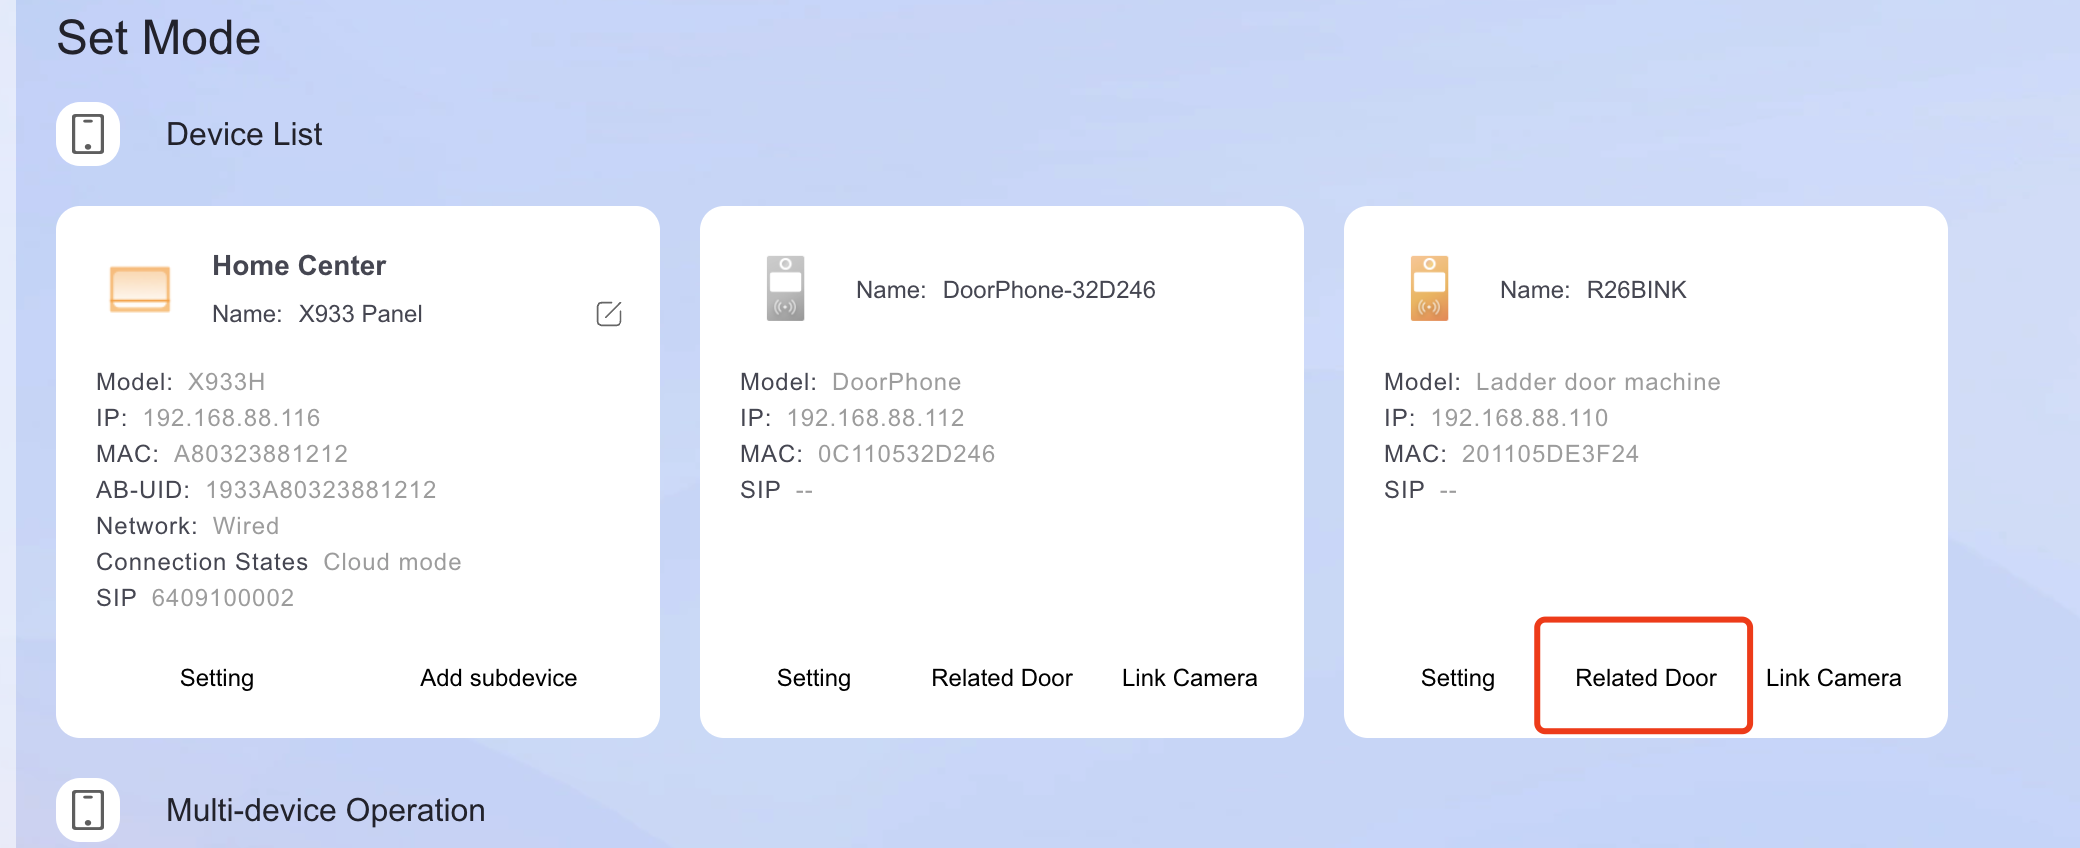 Set Mode
Device List
Home Center
Name: X933 Panel
Model: X933H
IP: 192.168.88.116
MAC: A80323881212
AB-UID: 1933A80323881212
Network: Wired
Connection States Cloud mode
SIP 6409100002
Setting Add subdevice
Name: DoorPhone-32D246
Model: DoorPhone
IP: 192.168.88.112
MAC: 0C110532D246
SIP --
Setting Related Door Link Camera
Name: R26BINK
Model: Ladder door machine
IP: 192.168.88.110
MAC: 201105DE3F24
SIP --
Setting Related Door Link Camera
Multi-device Operation